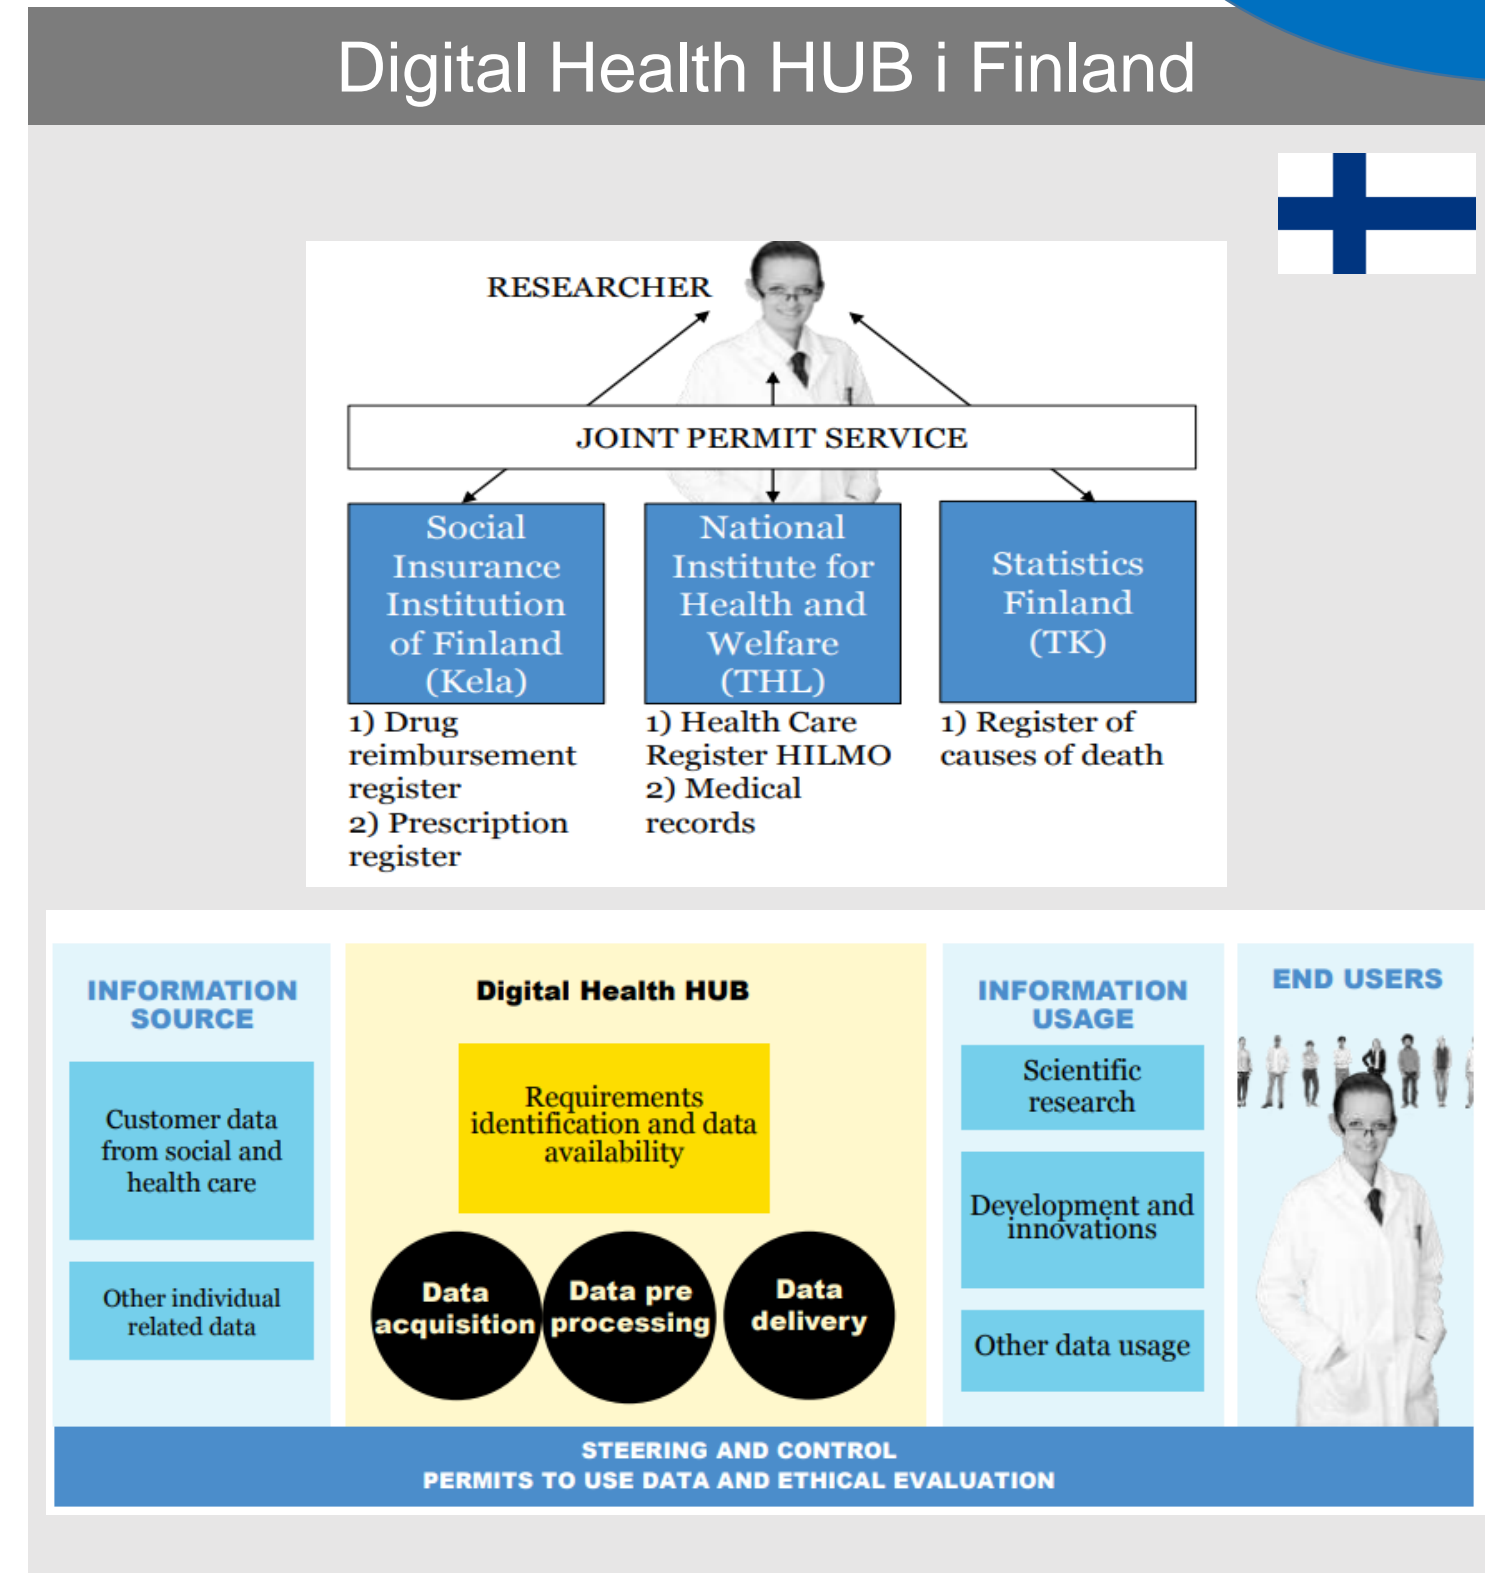 Digital Health HUB i Finland
RESEARCHER
JOINT PERMIT SERVICE
Social
Insurance
Institution
of Finland
(Kela)
1) Drug
reimbursement
register
2) Prescription
register
National
Institute for
Health and
Welfare
(THL)
1) Health Care
Register HILMO
2) Medical
records
Statistics
Finland
(TK)
1) Register of
causes of death
INFORMATION
SOURCE
Customer data
from social and
health care
Other individual
related data
Digital Health HUB
Requirements
identification and data
availability
Data
acquisition
Data pre
processing
Data
delivery
INFORMATION
USAGE
Scientific
research
Development and
innovations
Other data usage
END USERS
STEERING AND CONTROL
PERMITS TO USE DATA AND ETHICAL EVALUATION